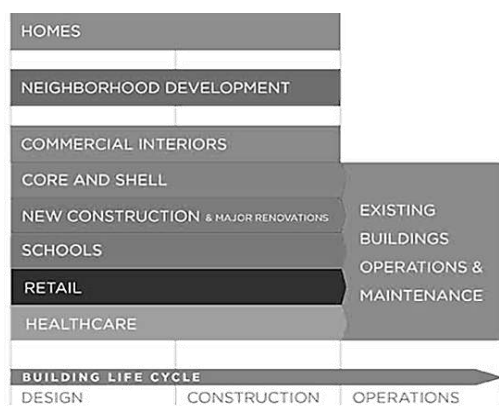 HOMES
NEIGHBORHOOD DEVELOPMENT
COMMERCIAL INTERIORS
CORE AND SHELL
NEW CONSTRUCTION & MAJOR RENOVATIONS
SCHOOLS
RETAIL
HEALTHCARE
EXISTING
BUILDINGS
OPERATIONS &
MAINTENANCE
BUILDING LIFE CYCLE
DESIGN
CONSTRUCTION
OPERATIONS